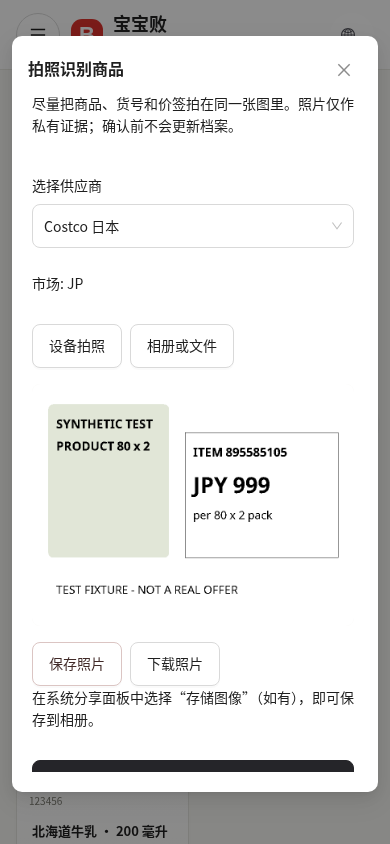 宝宝败
拍照识别商品
尽量把商品、货号和价签拍在同一张图里。照片仅作
私有证据；确认前不会更新档案。
选择供应商
Costco 日本
市场: JP
设备拍照
相册或文件
SYNTHETIC TEST
PRODUCT 80 x 2
ITEM 895585105
JPY 999
per 80 x 2 pack
TEST FIXTURE - NOT A REAL OFFER
保存照片
下载照片
在系统分享面板中选择“存储图像”（如有），即可保
存到相册。
123456
北海道牛乳 · 200 毫升